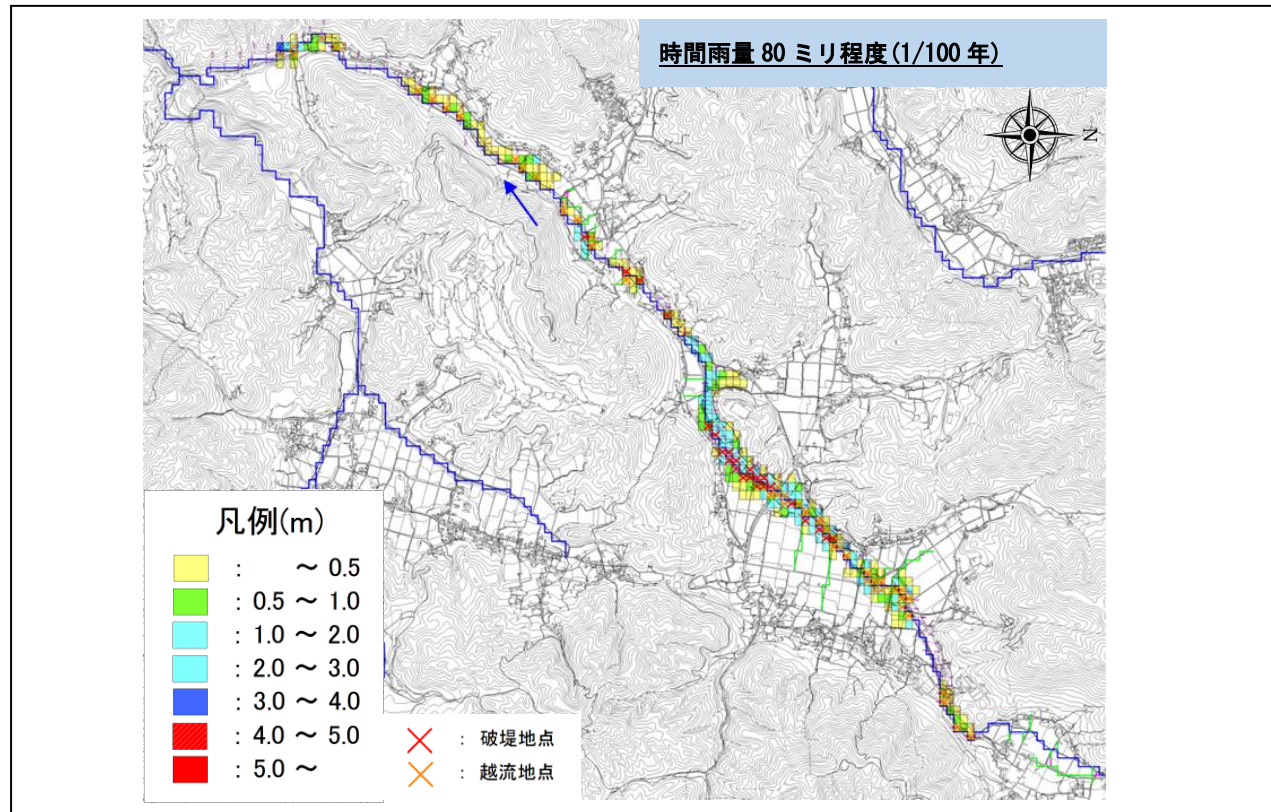 時間雨量 80 ミリ程度(1/100 年)
N
凡例(m)
: ～ 0.5
: 0.5 ～ 1.0
: 1.0 ～ 2.0
: 2.0 ～ 3.0
: 3.0 ～ 4.0
: 4.0 ～ 5.0
: 5.0 ～
: 破堤地点
: 越流地点